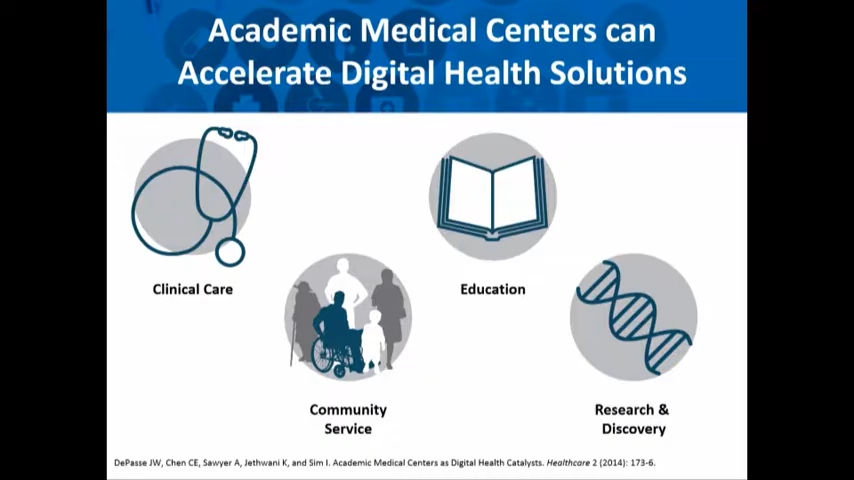 Academic Medical Centers can
Accelerate Digital Health Solutions
Clinical Care
Education
Community
Service
Research &
Discovery
DePasse JW, Chen CE, Sawyer A, Jethwani K, and Sim I. Academic Medical Centers as Digital Health Catalysts. Healthcare 2 (2014): 173-6.